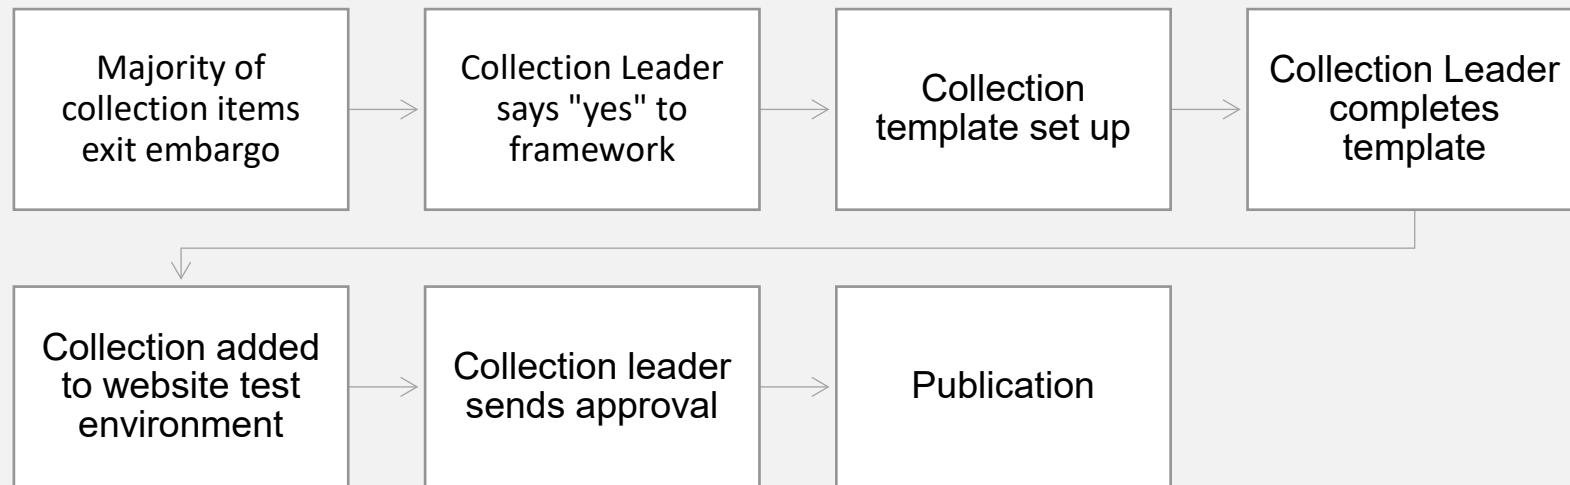 Majority of
collection items
exit embargo
Collection Leader
says "yes" to
framework
Collection
template set up
Collection Leader
completes
template
Collection added
to website test
environment
Collection leader
sends approval
Publication